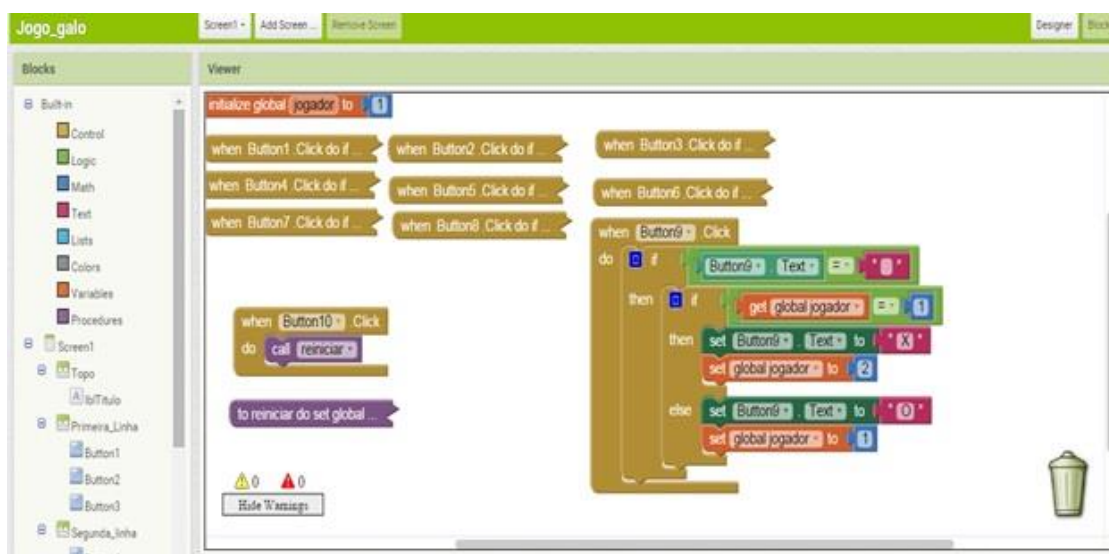 Jogo_galo
Screen1
Add Screen ...
Remove Screen
Designer
Blocks
Viewer
Built-in
Control
Logic
Math
Text
Lists
Colors
Variables
Procedures
Screen1
Topo
lblTitulo
Primeira_Linha
Button1
Button2
Button3
Segunda_linha
initialize global jogador to 1
when Button1 .Click do if ...
when Button2 .Click do if ...
when Button3 .Click do if ...
when Button4 .Click do if ...
when Button5 .Click do if ...
when Button6 .Click do if ...
when Button7 .Click do if ...
when Button8 .Click do if ...
when Button9 .Click
do if Button9 . Text = " "
then if get global jogador = 1
then set Button9 . Text to " X "
set global jogador to 2
else set Button9 . Text to " O "
set global jogador to 1
when Button10 .Click
do call reiniciar
to reiniciar do set global ...
0 0
Hide Warnings